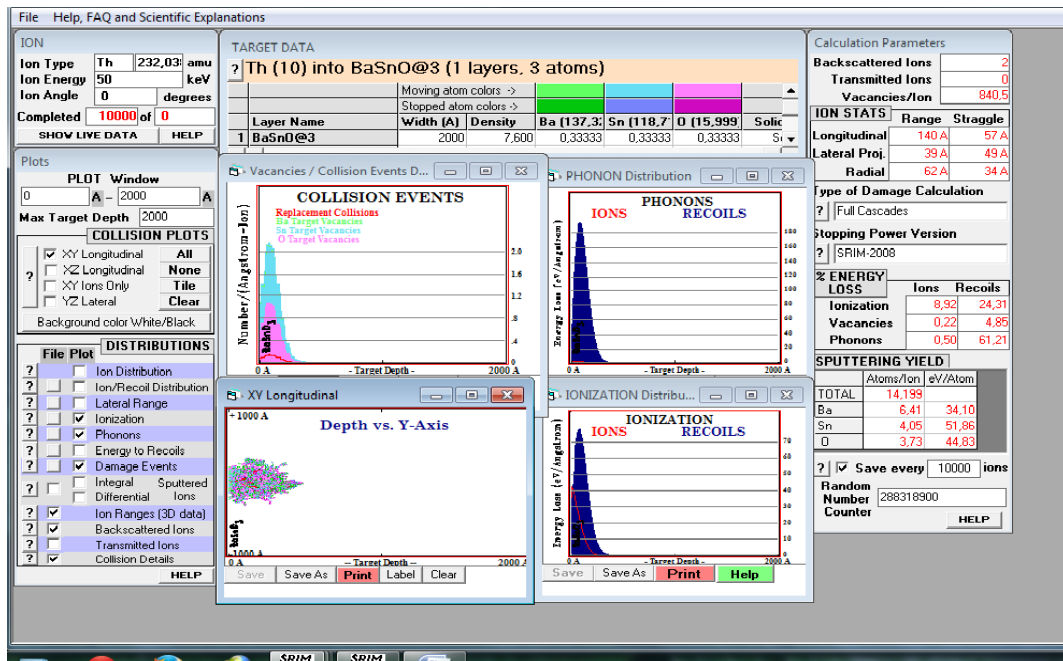 File Help, FAQ and Scientific Explanations
ION
Ion Type Th 232,03 amu
Ion Energy 50 keV
Ion Angle 0 degrees
Completed 10000 of 0
SHOW LIVE DATA HELP
Plots
PLOT Window
0 A - 2000 A
Max Target Depth 2000
COLLISION PLOTS
? XY Longitudinal All
XZ Longitudinal None
XY Ions Only Tile
YZ Lateral Clear
Background color White/Black
DISTRIBUTIONS
File Plot
? Ion Distribution
? Ion/Recoil Distribution
? Lateral Range
? Ionization
? Phonons
? Energy to Recoils
? Damage Events
? Integral Sputtered
Differential Ions
? Ion Ranges (3D data)
? Backscattered Ions
? Transmitted Ions
? Collision Details
HELP
TARGET DATA
? Th (10) into BaSnO@3 (1 layers, 3 atoms)
Moving atom colors ->
Stopped atom colors ->
Layer Name Width (A) Density Ba (137,3 Sn (118,7 O (15,999, Solid
1 BaSnO@3 2000 7,600 0,33333 0,33333 0,33333
Vacancies / Collision Events D...
COLLISION EVENTS
Replacement Collisions
Ba Target Vacancies
Sn Target Vacancies
O Target Vacancies
Number/(Angstrom-Ion)
2.0
1.6
1.2
.8
.4
0
BaSnO3
0 A - Target Depth - 2000 A
PHONON Distribution
PHONONS
IONS RECOILS
Energy Loss (eV/Angstrom)
180
160
140
120
100
80
60
40
20
0
0 A - Target Depth - 2000 A
XY Longitudinal
+1000 A
Depth vs. Y-Axis
BaSnO3
-1000 A
0 A -- Target Depth -- 2000 A
Save Save As Print Label Clear
IONIZATION Distribu...
IONIZATION
IONS RECOILS
Energy Loss (eV/Angstrom)
70
60
50
40
30
20
10
0
0 A - Target Depth - 2000 A
Save Save As Print Help
Calculation Parameters
Backscattered Ions 2
Transmitted Ions 0
Vacancies/Ion 840,5
ION STATS Range Straggle
Longitudinal 140 A 57 A
Lateral Proj. 39 A 49 A
Radial 62 A 34 A
Type of Damage Calculation
? Full Cascades
Stopping Power Version
? SRIM-2008
% ENERGY LOSS Ions Recoils
Ionization 8,92 24,31
Vacancies 0,22 4,85
Phonons 0,50 61,21
SPUTTERING YIELD
Atoms/Ion eV/Atom
TOTAL 14,199
Ba 6,41 34,10
Sn 4,05 51,86
O 3,73 44,83
? Save every 10000 ions
Random
Number 288318900
Counter
HELP
SRIM SRIM